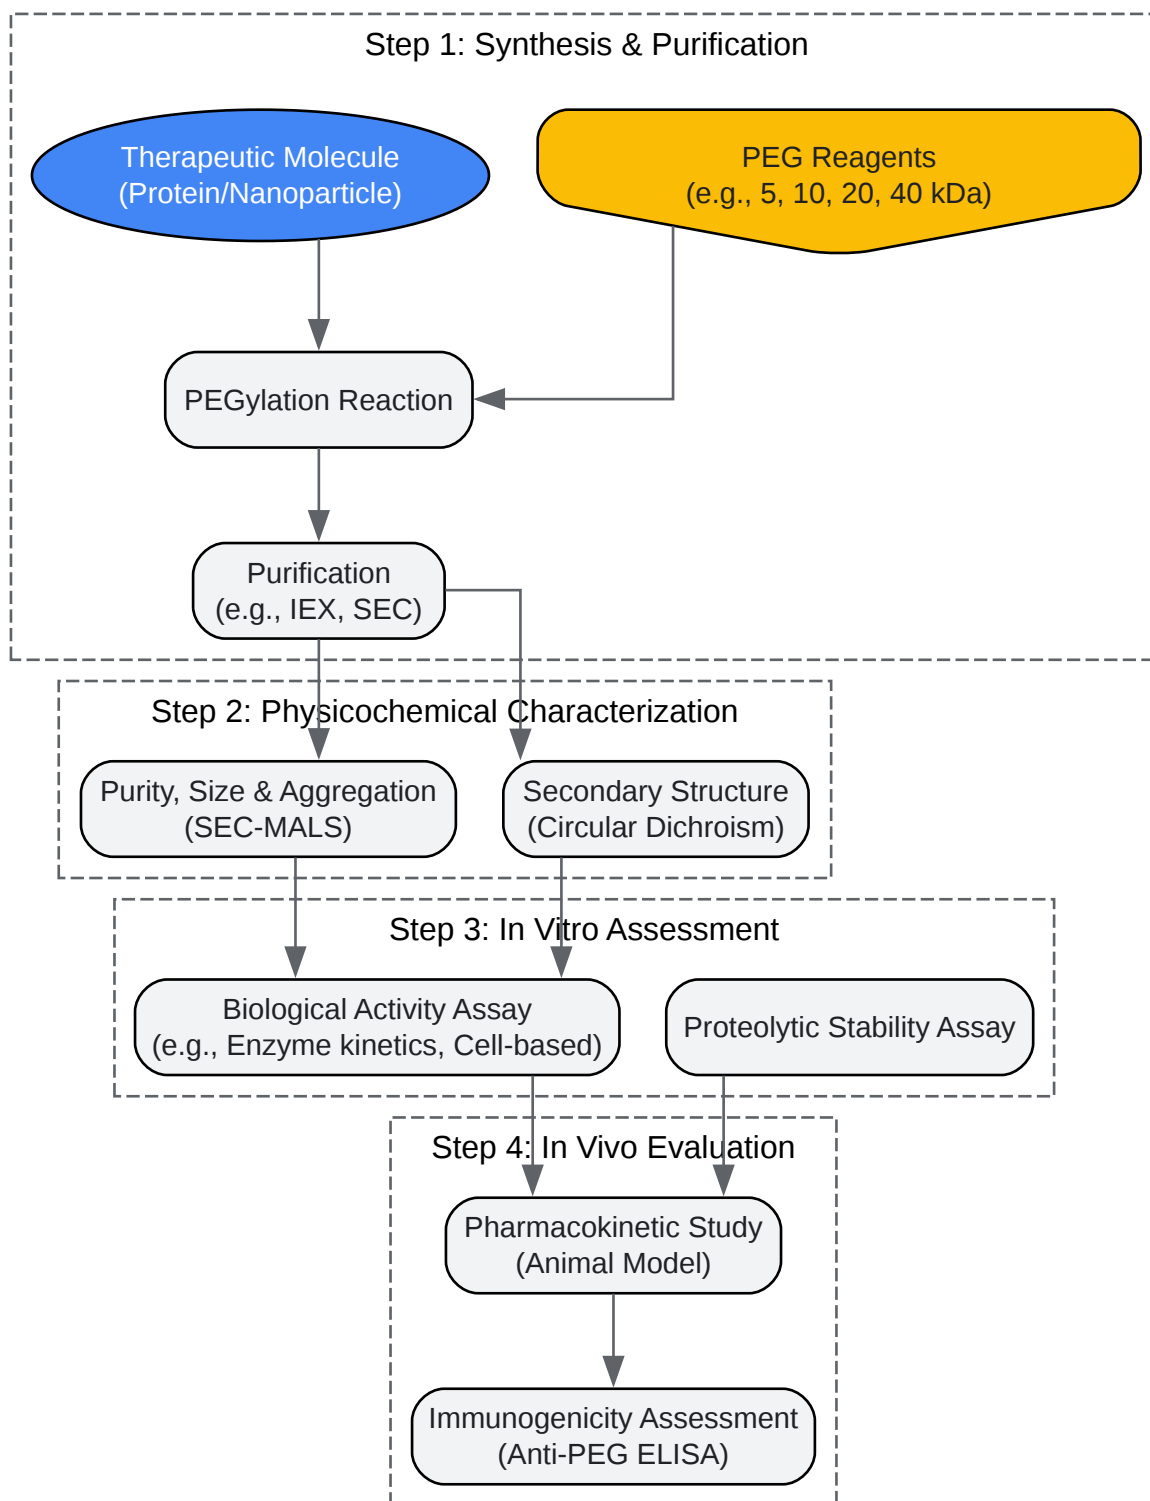 Step 1: Synthesis & Purification
Therapeutic Molecule
(Protein/Nanoparticle)
PEG Reagents
(e.g., 5, 10, 20, 40 kDa)
PEGylation Reaction
Purification
(e.g., IEX, SEC)
Step 2: Physicochemical Characterization
Purity, Size & Aggregation
(SEC-MALS)
Secondary Structure
(Circular Dichroism)
Step 3: In Vitro Assessment
Biological Activity Assay
(e.g., Enzyme kinetics, Cell-based)
Proteolytic Stability Assay
Step 4: In Vivo Evaluation
Pharmacokinetic Study
(Animal Model)
Immunogenicity Assessment
(Anti-PEG ELISA)